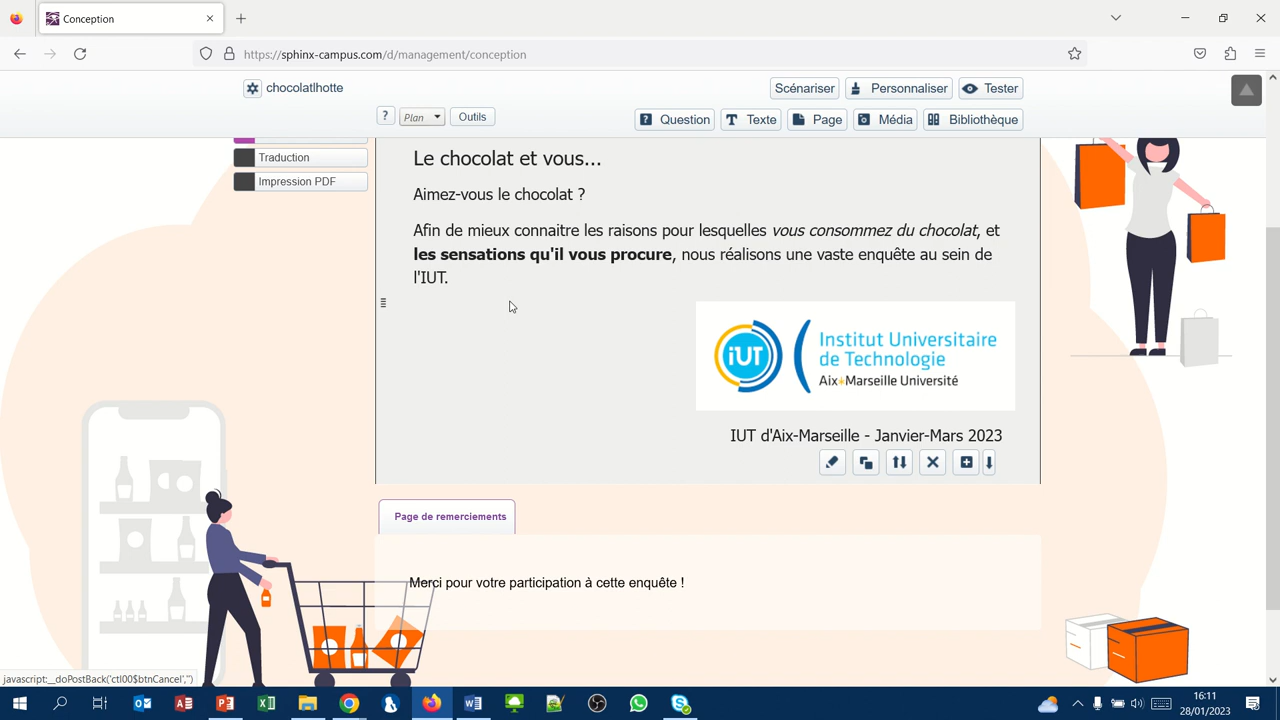 Conception
https://sphinx-campus.com/d/management/conception
chocolatlhotte
Scénariser
Personnaliser
Tester
?
Plan
Outils
Question
Texte
Page
Média
Bibliothèque
Traduction
Impression PDF
Le chocolat et vous...
Aimez-vous le chocolat ?
Afin de mieux connaitre les raisons pour lesquelles vous consommez du chocolat, et
les sensations qu'il vous procure, nous réalisons une vaste enquête au sein de
l'IUT.
iUT
Institut Universitaire
de Technologie
Aix*Marseille Université
IUT d'Aix-Marseille - Janvier-Mars 2023
Page de remerciements
Merci pour votre participation à cette enquête !
javascript:__doPostBack('ctl00$btnCancel','')
16:11
28/01/2023